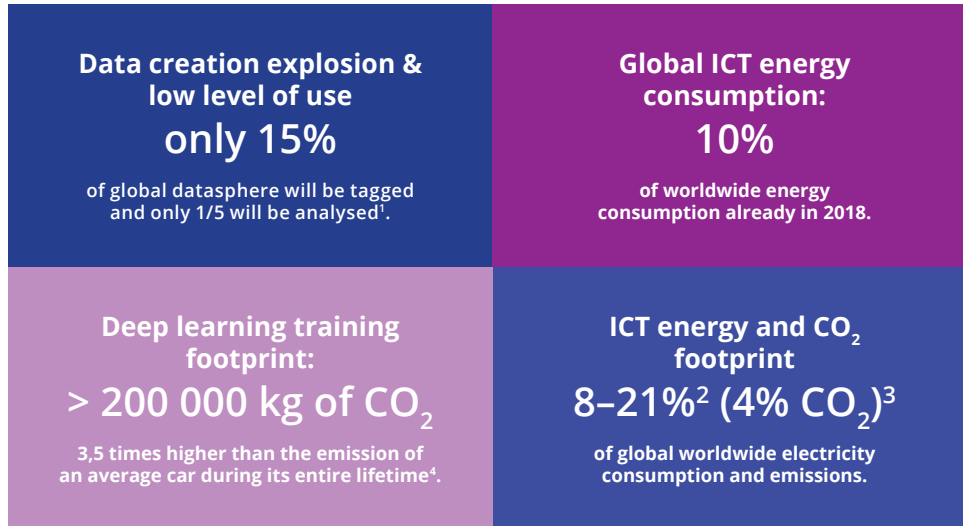 Data creation explosion &
low level of use
only 15%
of global datasphere will be tagged
and only 1/5 will be analysed¹.
Global ICT energy
consumption:
10%
of worldwide energy
consumption already in 2018.
Deep learning training
footprint:
> 200 000 kg of CO₂
3,5 times higher than the emission of
an average car during its entire lifetime⁴.
ICT energy and CO₂
footprint
8–21%² (4% CO₂)³
of global worldwide electricity
consumption and emissions.